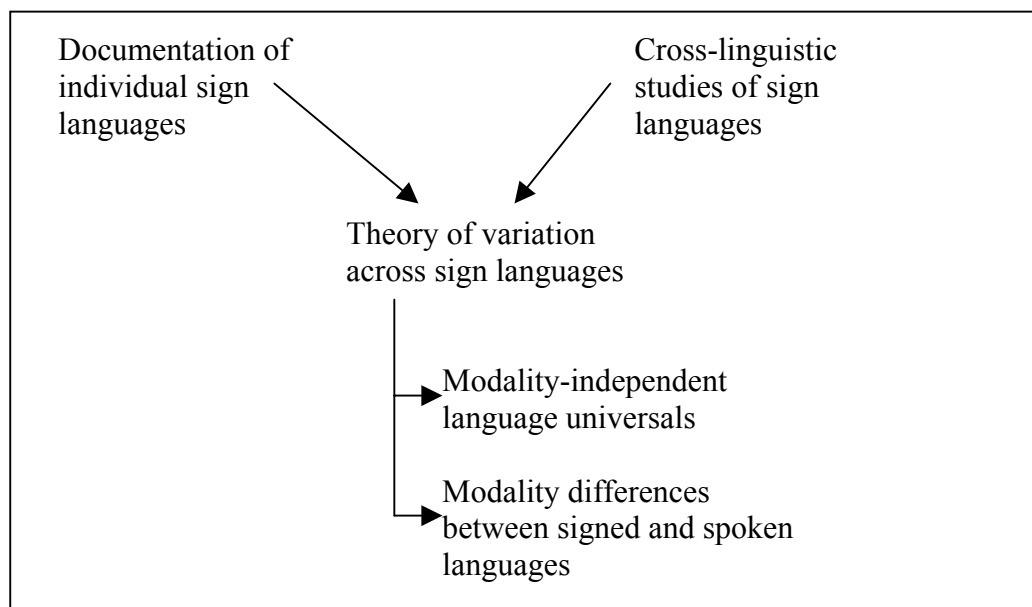 Documentation of
individual sign
languages
Cross-linguistic
studies of sign
languages
Theory of variation
across sign languages
Modality-independent
language universals
Modality differences
between signed and spoken
languages